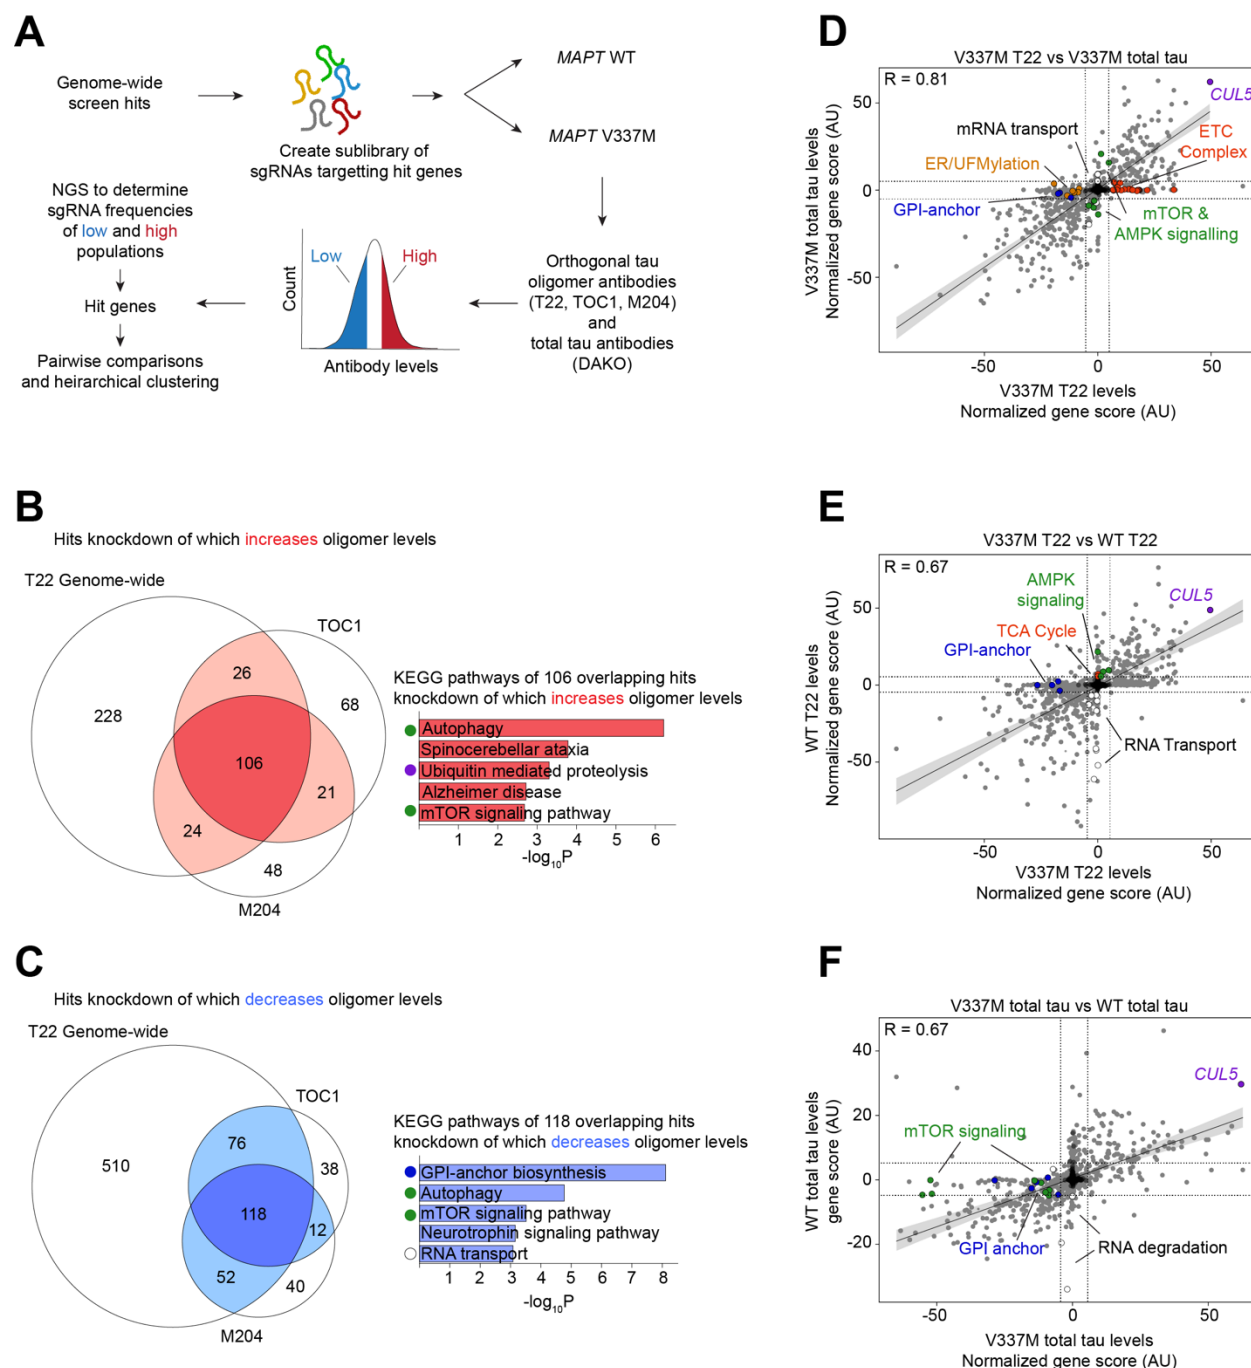 A
Genome-wide
screen hits
Create sublibrary of
sgRNAs targetting hit genes
MAPT WT
MAPT V337M
NGS to determine
sgRNA frequencies
of low and high
populations
Hit genes
Pairwise comparisons
and heirarchical clustering
Count
Low
High
Antibody levels
Orthogonal tau
oligomer antibodies
(T22, TOC1, M204)
and
total tau antibodies
(DAKO)
B
Hits knockdown of which increases oligomer levels
T22 Genome-wide
TOC1
26
228
68
106
21
24
48
M204
KEGG pathways of 106 overlapping hits
knockdown of which increases oligomer levels
Autophagy
Spinocerebellar ataxia
Ubiquitin mediated proteolysis
Alzheimer disease
mTOR signaling pathway
1 2 3 4 5 6
-log10P
C
Hits knockdown of which decreases oligomer levels
T22 Genome-wide
TOC1
76
510
38
118
12
52
40
M204
KEGG pathways of 118 overlapping hits
knockdown of which decreases oligomer levels
GPI-anchor biosynthesis
Autophagy
mTOR signaling pathway
Neurotrophin signaling pathway
RNA transport
1 2 3 4 5 6 7 8
-log10P
D
V337M T22 vs V337M total tau
R = 0.81
CUL5
mRNA transport
ETC
Complex
ER/UFMylation
GPI-anchor
mTOR &
AMPK signalling
50
0
-50
V337M total tau levels
Normalized gene score (AU)
-50 0 50
V337M T22 levels
Normalized gene score (AU)
E
V337M T22 vs WT T22
R = 0.67
AMPK
signaling
CUL5
TCA Cycle
GPI-anchor
RNA Transport
50
0
-50
WT T22 levels
Normalized gene score (AU)
-50 0 50
V337M T22 levels
Normalized gene score (AU)
F
V337M total tau vs WT total tau
R = 0.67
CUL5
mTOR signaling
GPI anchor
RNA degradation
40
20
0
-20
WT total tau levels
gene score (AU)
-50 0 50
V337M total tau levels
Normalized gene score (AU)